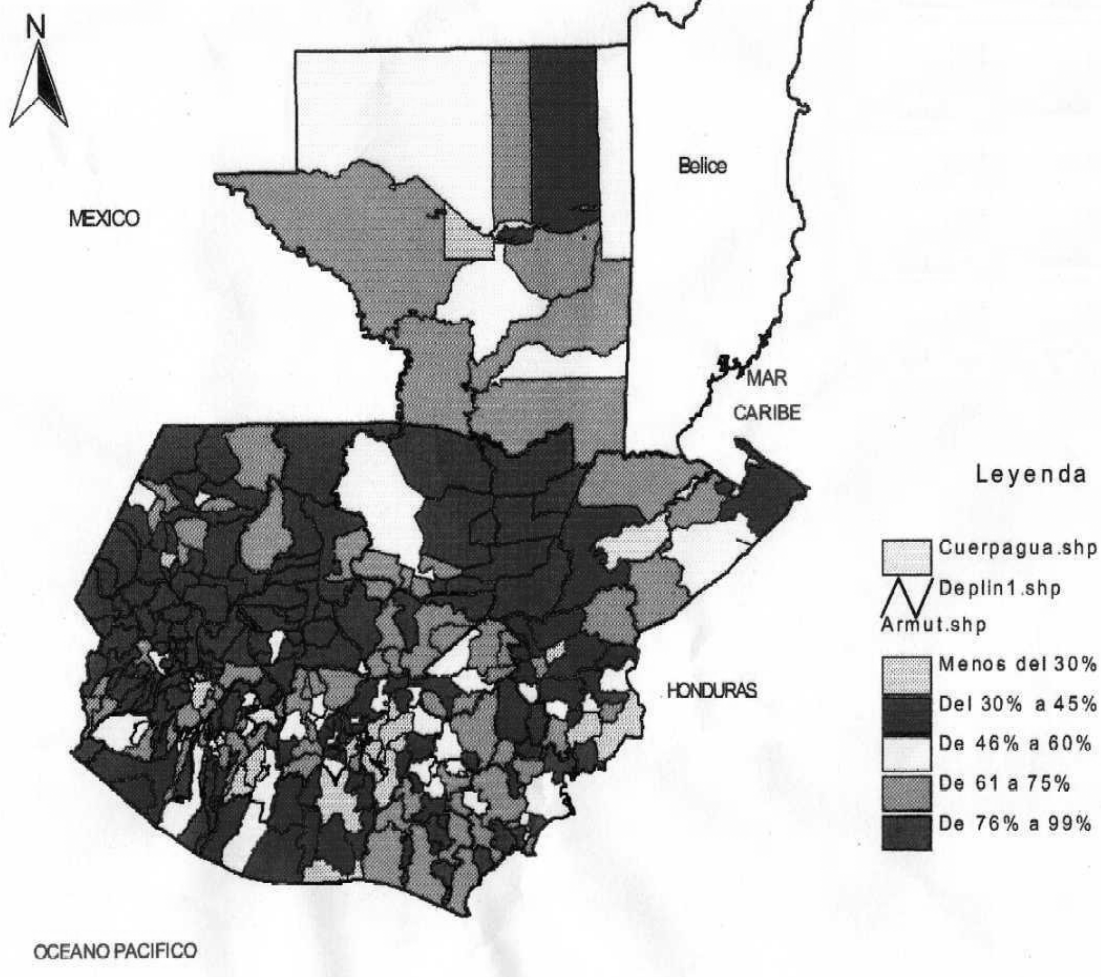 N
Belice
MEXICO
MAR
CARIBE
Leyenda
Cuerpagua.shp
Deplin1.shp
Armut.shp
Menos del 30%
Del 30% a 45%
De 46% a 60%
De 61 a 75%
De 76% a 99%
HONDURAS
OCEANO PACIFICO